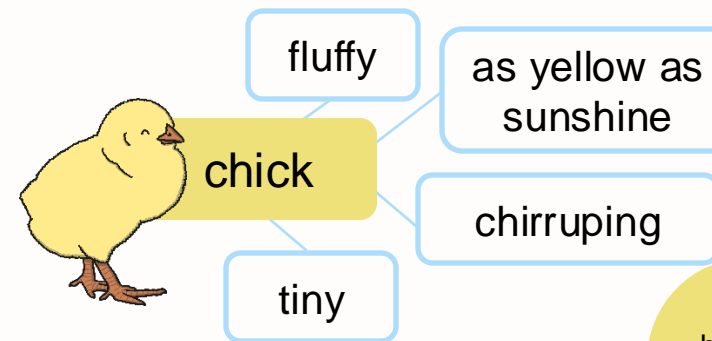 fluffy
as yellow as
sunshine
chick
chirruping
tiny